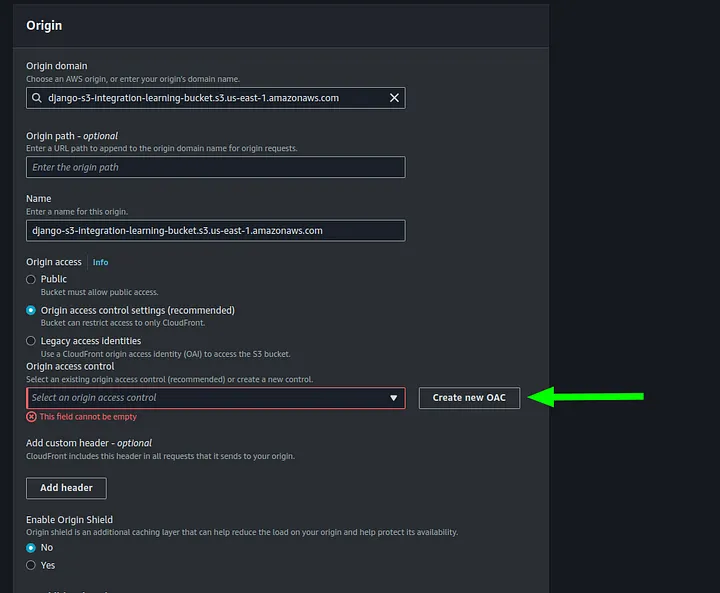 Origin
Origin domain
Choose an AWS origin, or enter your origin's domain name.
django-s3-integration-learning-bucket.s3.us-east-1.amazonaws.com
Origin path - optional
Enter a URL path to append to the origin domain name for origin requests.
Enter the origin path
Name
Enter a name for this origin.
django-s3-integration-learning-bucket.s3.us-east-1.amazonaws.com
Origin access Info
Public
Bucket must allow public access.
Origin access control settings (recommended)
Bucket can restrict access to only CloudFront.
Legacy access identities
Use a CloudFront origin access identity (OAI) to access the S3 bucket.
Origin access control
Select an existing origin access control (recommended) or create a new control.
Select an origin access control Create new OAC
This field cannot be empty
Add custom header - optional
CloudFront includes this header in all requests that it sends to your origin.
Add header
Enable Origin Shield
Origin shield is an additional caching layer that can help reduce the load on your origin and help protect its availability.
No
Yes